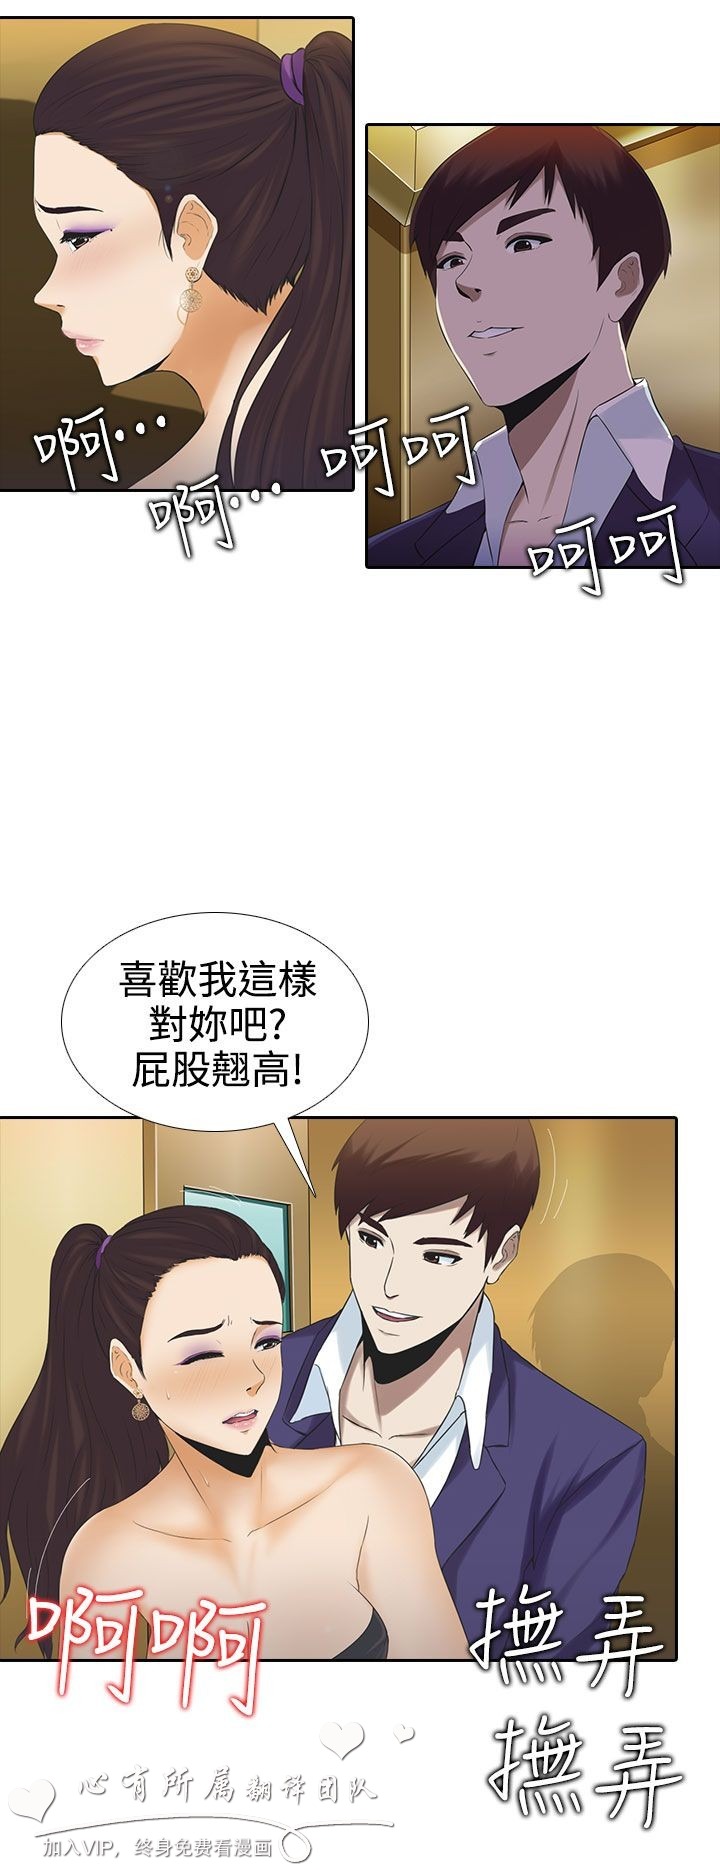 啊…
啊…
呵呵
呵呵
喜歡我這樣
對妳吧?
屁股翹高!
啊啊
撫弄
撫弄
心有所属翻译团队
加入VIP，终身免费看漫画